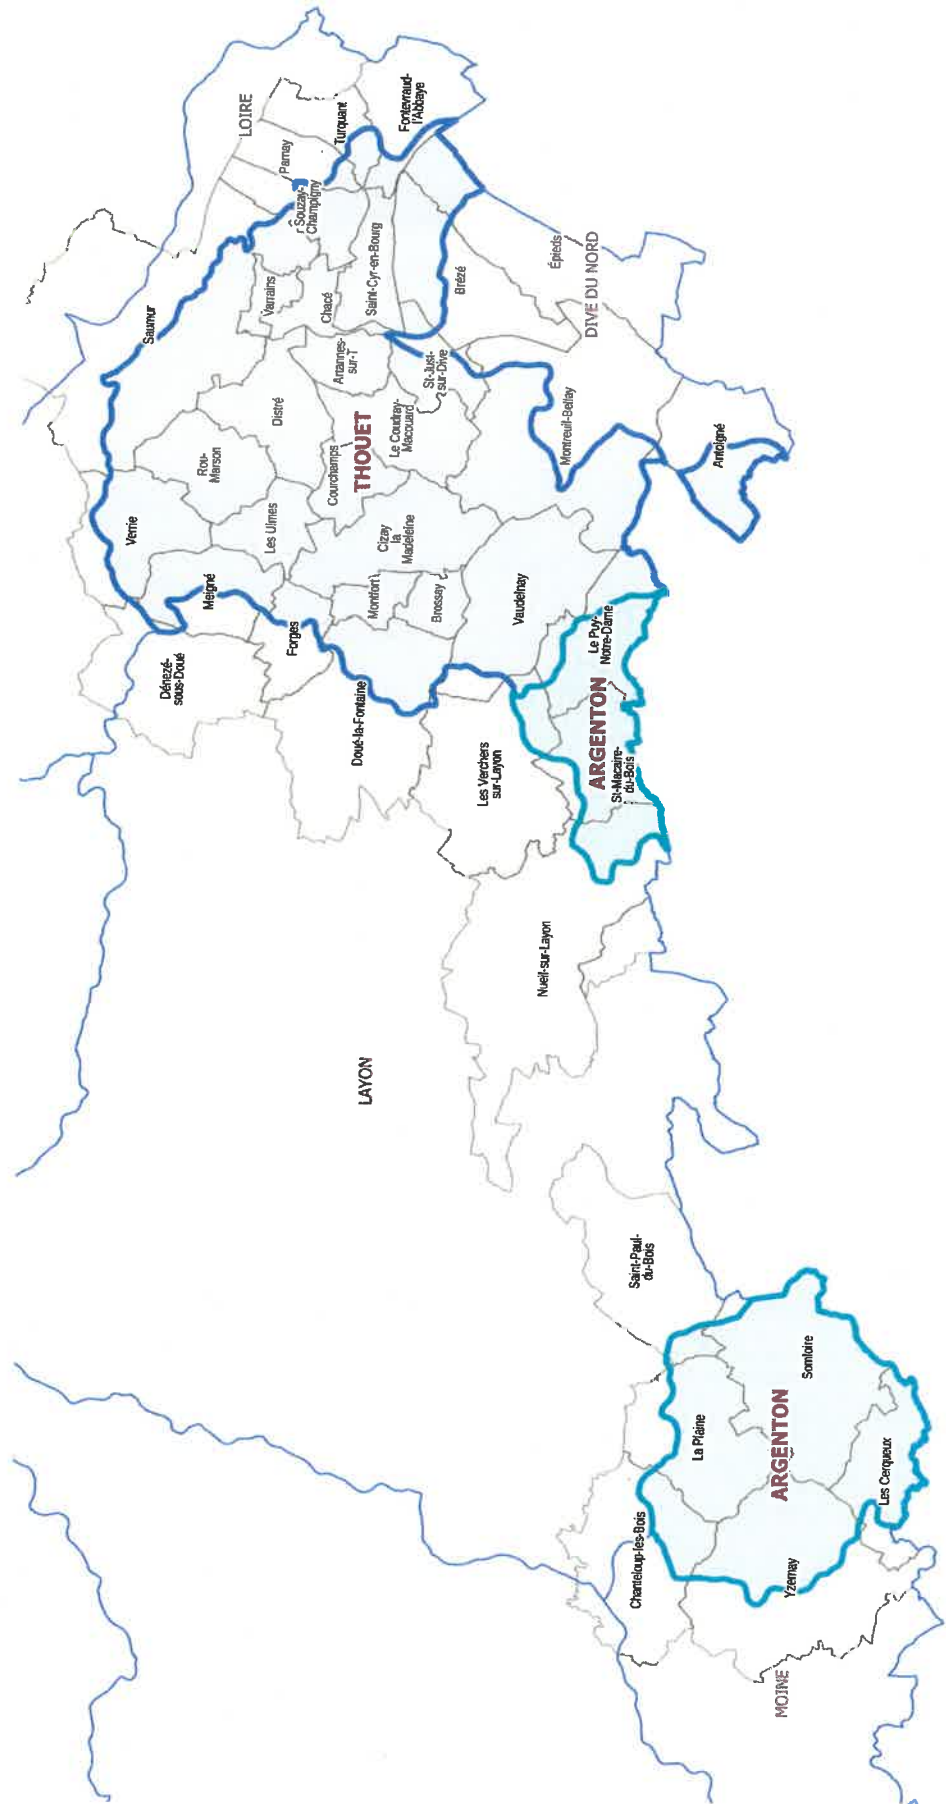 Saumur
Verrie
Dénezé-
sous-Doué
Meigné
Rou-
Marson
LOIRE
Les Ulmes
Varrains
Distré
Parnay
Forges
Souzay-
Champigny
Chacé
Courchamps
Turquant
Artannes-
sur-T
Doué-la-Fontaine
THOUET
LAYON
Montfort
Saint-Cyr-en-Bourg
Cizay
la
Madeleine
Le Coudray-
Macouard
Fontevraud-
l'Abbaye
Brossay
St-Just-
sur-Dive
Brézé
Les Verchers
sur-Layon
Vaudelnay
Nueil-sur-Layon
Épieds
Montreuil-Bellay
DIVE DU NORD
ARGENTON
Le Puy-
Notre-Dame
St-Macaire-
du-Bois
Saint-Paul-
du-Bois
Chanteloup-les-Bois
La Plaine
Antoigné
ARGENTON
MOINE
Yzernay
Somloire
Les Cerqueux